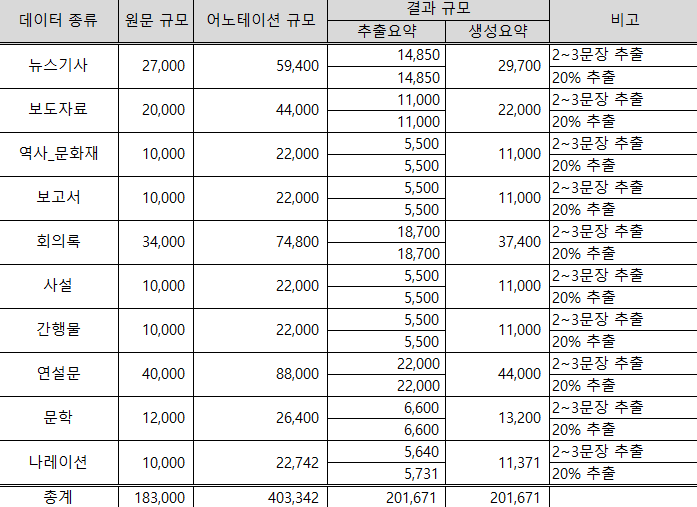 데이터 종류 원문 규모 어노테이션 규모 결과 규모 비고
추출요약 생성요약
뉴스기사 27,000 59,400 14,850 29,700 2~3문장 추출
14,850 20% 추출
보도자료 20,000 44,000 11,000 22,000 2~3문장 추출
11,000 20% 추출
역사_문화재 10,000 22,000 5,500 11,000 2~3문장 추출
5,500 20% 추출
보고서 10,000 22,000 5,500 11,000 2~3문장 추출
5,500 20% 추출
회의록 34,000 74,800 18,700 37,400 2~3문장 추출
18,700 20% 추출
사설 10,000 22,000 5,500 11,000 2~3문장 추출
5,500 20% 추출
간행물 10,000 22,000 5,500 11,000 2~3문장 추출
5,500 20% 추출
연설문 40,000 88,000 22,000 44,000 2~3문장 추출
22,000 20% 추출
문학 12,000 26,400 6,600 13,200 2~3문장 추출
6,600 20% 추출
나레이션 10,000 22,742 5,640 11,371 2~3문장 추출
5,731 20% 추출
총계 183,000 403,342 201,671 201,671